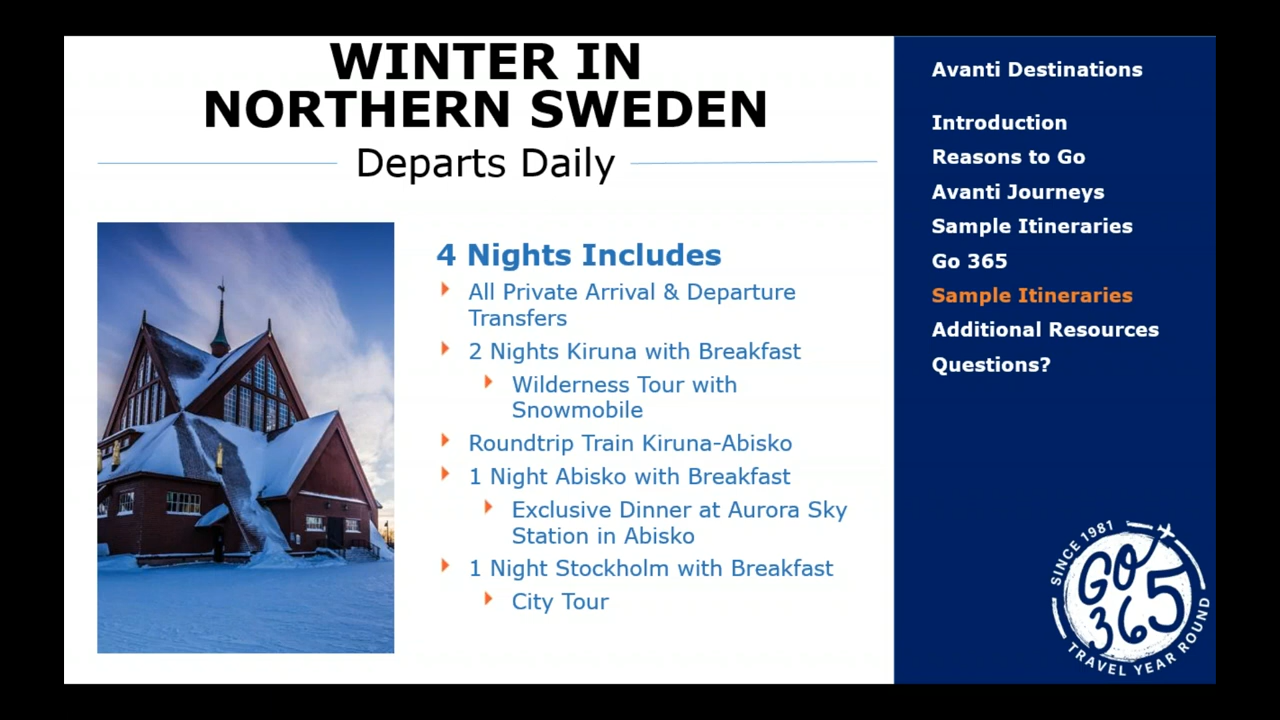 WINTER IN
NORTHERN SWEDEN
Departs Daily
4 Nights Includes
All Private Arrival & Departure
Transfers
2 Nights Kiruna with Breakfast
Wilderness Tour with
Snowmobile
Roundtrip Train Kiruna-Abisko
1 Night Abisko with Breakfast
Exclusive Dinner at Aurora Sky
Station in Abisko
1 Night Stockholm with Breakfast
City Tour
Avanti Destinations
Introduction
Reasons to Go
Avanti Journeys
Sample Itineraries
Go 365
Sample Itineraries
Additional Resources
Questions?
SINCE 1981
GO
365
TRAVEL YEAR ROUND